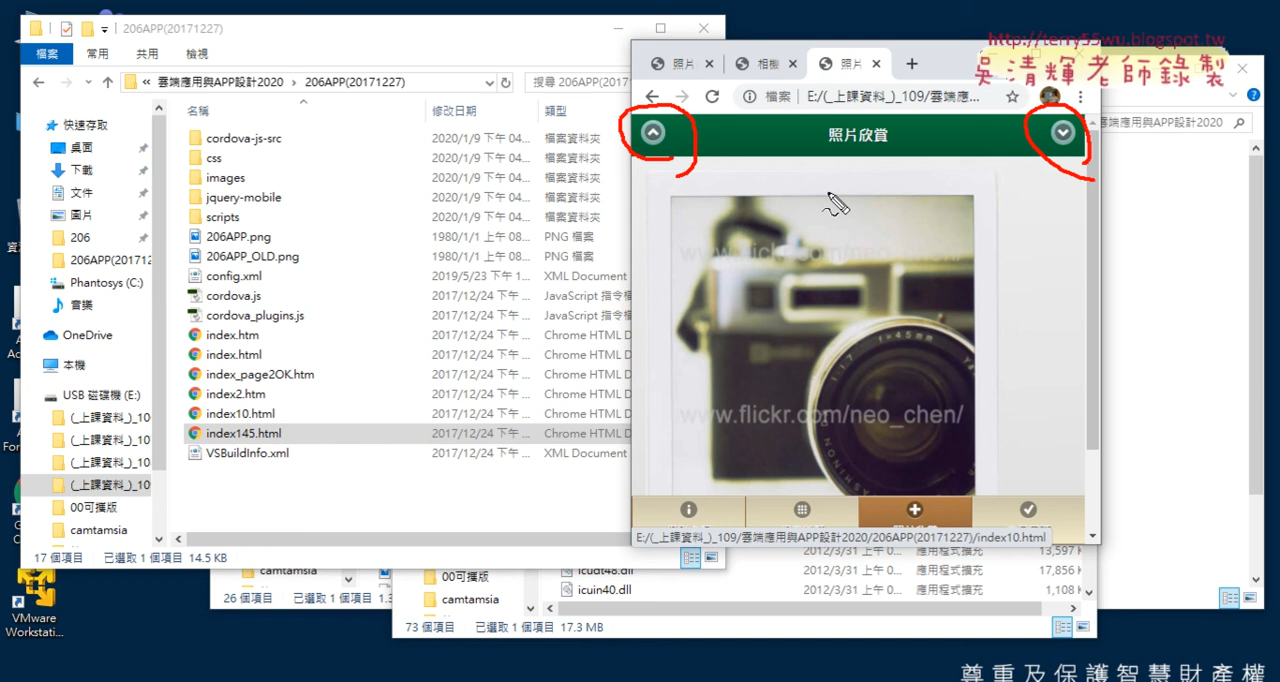 206APP(20171227)
檔案
常用
共用
檢視
雲端應用與APP設計2020 › 206APP(20171227)
搜尋 206APP(2017
名稱
修改日期
類型
快速存取
桌面
下載
文件
圖片
206
206APP(201712
Phantosys (C:)
音樂
OneDrive
本機
USB 磁碟機 (E:)
(_上課資料_)_10
(_上課資料_)_10
(_上課資料_)_10
(_上課資料_)_109
00可攜版
camtamsia
cordova-js-src 2020/1/9 下午 04... 檔案資料夾
css 2020/1/9 下午 04... 檔案資料夾
images 2020/1/9 下午 04... 檔案資料夾
jquery-mobile 2020/1/9 下午 04... 檔案資料夾
scripts 2020/1/9 下午 04... 檔案資料夾
206APP.png 1980/1/1 上午 08... PNG 檔案
206APP_OLD.png 1980/1/1 上午 08... PNG 檔案
config.xml 2019/5/23 下午 1... XML Document
cordova.js 2017/12/24 下午 ... JavaScript 指令檔
cordova_plugins.js 2017/12/24 下午 ... JavaScript 指令檔
index.htm 2017/12/24 下午 ... Chrome HTML D
index.html 2017/12/24 下午 ... Chrome HTML D
index_page2OK.htm 2017/12/24 下午 ... Chrome HTML D
index2.htm 2017/12/24 下午 ... Chrome HTML D
index10.html 2017/12/24 下午 ... Chrome HTML D
index145.html 2017/12/24 下午 ... Chrome HTML D
VSBuildInfo.xml 2017/12/24 下午 ... XML Document
17 個項目 已選取 1 個項目 14.5 KB
照片
相機
照片
檔案 | E:/(_上課資料_)_109/雲端應...
照片欣賞
www.flickr.com/neo_chen/
f=45mm
1:1.7
YASHINON
www.flickr.com/neo_chen/
E:/(_上課資料_)_109/雲端應用與APP設計2020/206APP(20171227)/index10.html
http://terry55wu.blogspot.tw
吳清輝老師錄製
雲端應用與APP設計2020
camtamsia
26 個項目 已選取 1 個項目 1.3
00可攜版
camtamsia
icudt48.dll 2012/3/31 上午 0... 應用程式擴充 17,856 K
icuin40.dll 2012/3/31 上午 0... 應用程式擴充 1,108 K
73 個項目 已選取 1 個項目 17.3 MB
VMware
Workstati...
尊重及保護智慧財產權